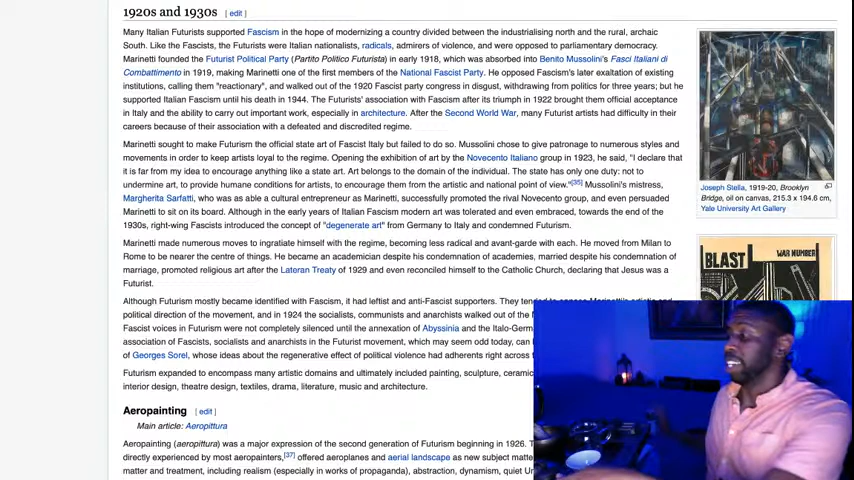 1920s and 1930s [ edit ]
Many Italian Futurists supported Fascism in the hope of modernizing a country divided between the industrialising north and the rural, archaic
South. Like the Fascists, the Futurists were Italian nationalists, radicals, admirers of violence, and were opposed to parliamentary democracy.
Marinetti founded the Futurist Political Party (Partito Politico Futurista) in early 1918, which was absorbed into Benito Mussolini's Fasci Italiani di
Combattimento in 1919, making Marinetti one of the first members of the National Fascist Party. He opposed Fascism's later exaltation of existing
institutions, calling them "reactionary", and walked out of the 1920 Fascist party congress in disgust, withdrawing from politics for three years; but he
supported Italian Fascism until his death in 1944. The Futurists' association with Fascism after its triumph in 1922 brought them official acceptance
in Italy and the ability to carry out important work, especially in architecture. After the Second World War, many Futurist artists had difficulty in their
careers because of their association with a defeated and discredited regime.
Marinetti sought to make Futurism the official state art of Fascist Italy but failed to do so. Mussolini chose to give patronage to numerous styles and
movements in order to keep artists loyal to the regime. Opening the exhibition of art by the Novecento Italiano group in 1923, he said, "I declare that
it is far from my idea to encourage anything like a state art. Art belongs to the domain of the individual. The state has only one duty: not to
undermine art, to provide humane conditions for artists, to encourage them from the artistic and national point of view."[35] Mussolini's mistress,
Margherita Sarfatti, who was as able a cultural entrepreneur as Marinetti, successfully promoted the rival Novecento group, and even persuaded
Marinetti to sit on its board. Although in the early years of Italian Fascism modern art was tolerated and even embraced, towards the end of the
1930s, right-wing Fascists introduced the concept of "degenerate art" from Germany to Italy and condemned Futurism.
Marinetti made numerous moves to ingratiate himself with the regime, becoming less radical and avant-garde with each. He moved from Milan to
Rome to be nearer the centre of things. He became an academician despite his condemnation of academies, married despite his condemnation of
marriage, promoted religious art after the Lateran Treaty of 1929 and even reconciled himself to the Catholic Church, declaring that Jesus was a
Futurist.
Although Futurism mostly became identified with Fascism, it had leftist and anti-Fascist supporters. They tended to oppose Marinetti's artistic and
political direction of the movement, and in 1924 the socialists, communists and anarchists walked out of the
Fascist voices in Futurism were not completely silenced until the annexation of Abyssinia and the Italo-Germ
association of Fascists, socialists and anarchists in the Futurist movement, which may seem odd today, can
of Georges Sorel, whose ideas about the regenerative effect of political violence had adherents right across
Futurism expanded to encompass many artistic domains and ultimately included painting, sculpture, ceramic
interior design, theatre design, textiles, drama, literature, music and architecture.
Aeropainting [ edit ]
Main article: Aeropittura
Aeropainting (aeropittura) was a major expression of the second generation of Futurism beginning in 1926. T
directly experienced by most aeropainters,[37] offered aeroplanes and aerial landscape as new subject matte
matter and treatment, including realism (especially in works of propaganda), abstraction, dynamism, quiet Um
Joseph Stella, 1919-20, Brooklyn
Bridge, oil on canvas, 215.3 x 194.6 cm,
Yale University Art Gallery
BLAST
WAR NUMBER